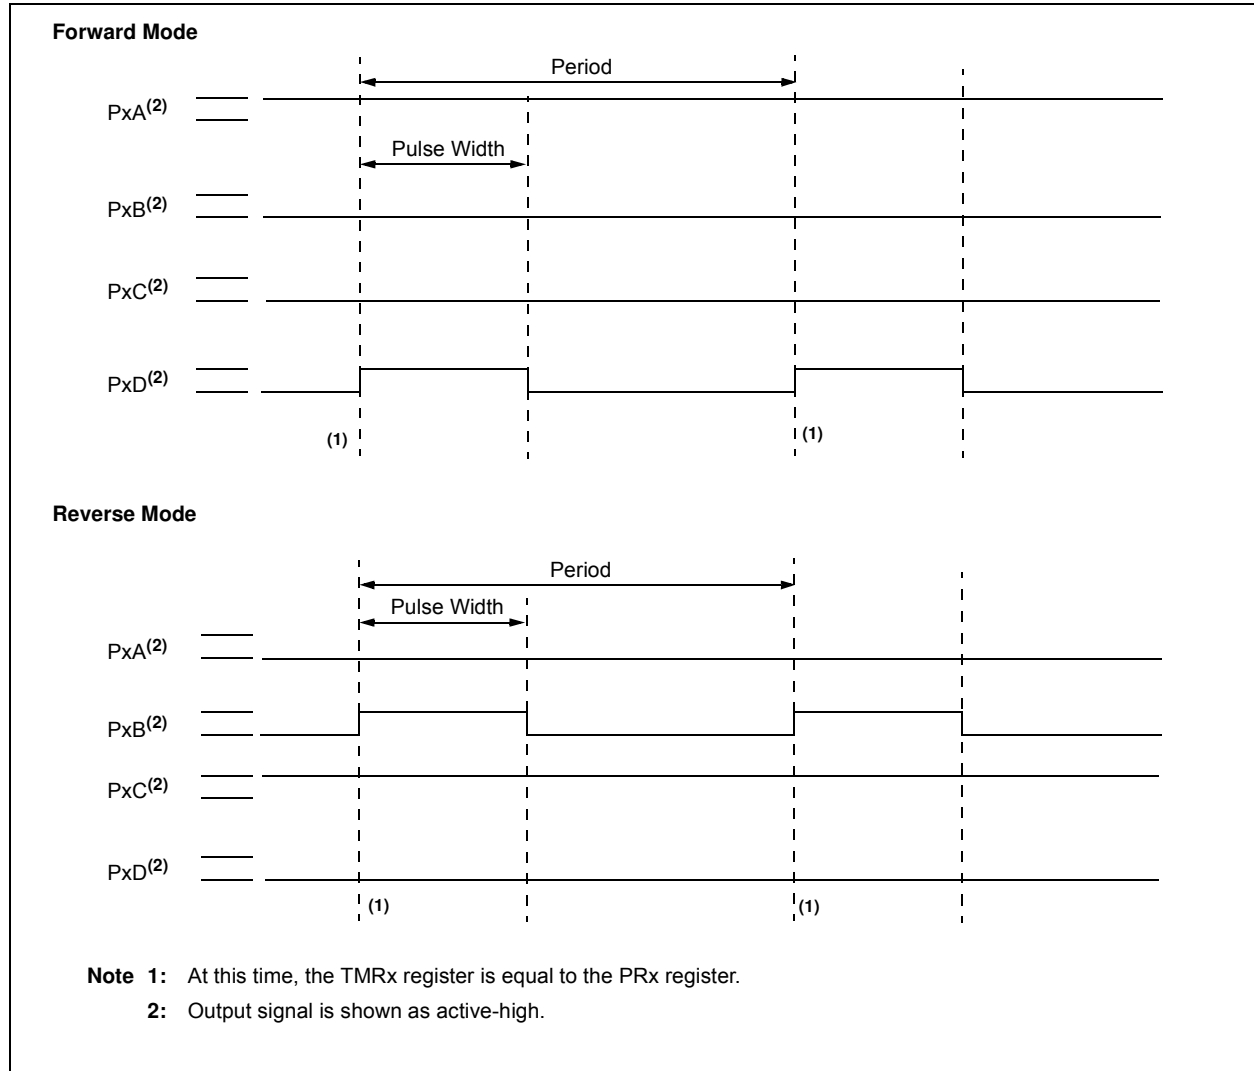 Forward Mode
Period
PxA(2)
Pulse Width
PxB(2)
PxC(2)
PxD(2)
(1)
(1)
Reverse Mode
Period
Pulse Width
PxA(2)
PxB(2)
PxC(2)
PxD(2)
(1)
(1)
Note 1: At this time, the TMRx register is equal to the PRx register.
2: Output signal is shown as active-high.